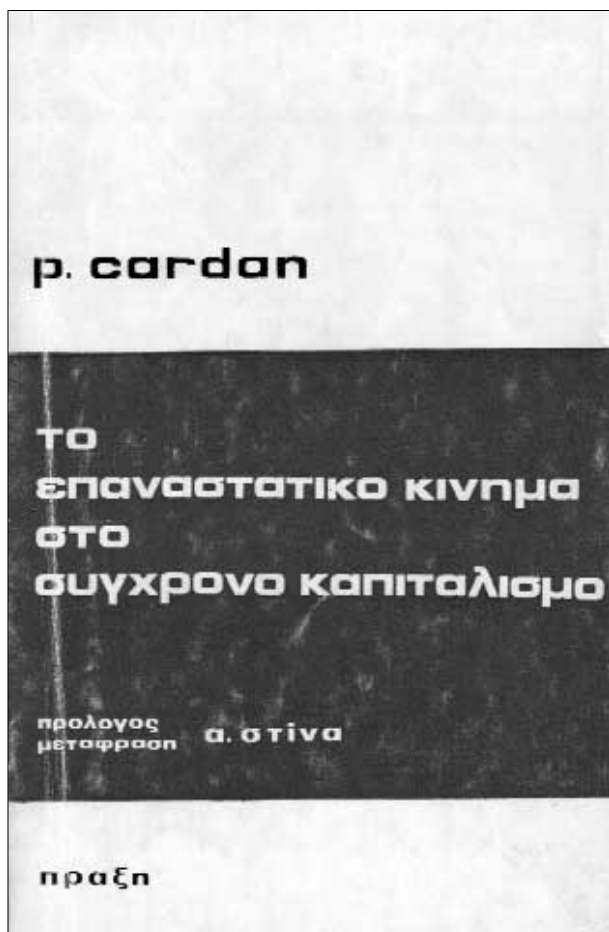 p. cardan
το
επαναστατικο κινημα
στο
συγχρονο καπιταλισμο
προλογος
μεταφραση α. στινα
πραξη